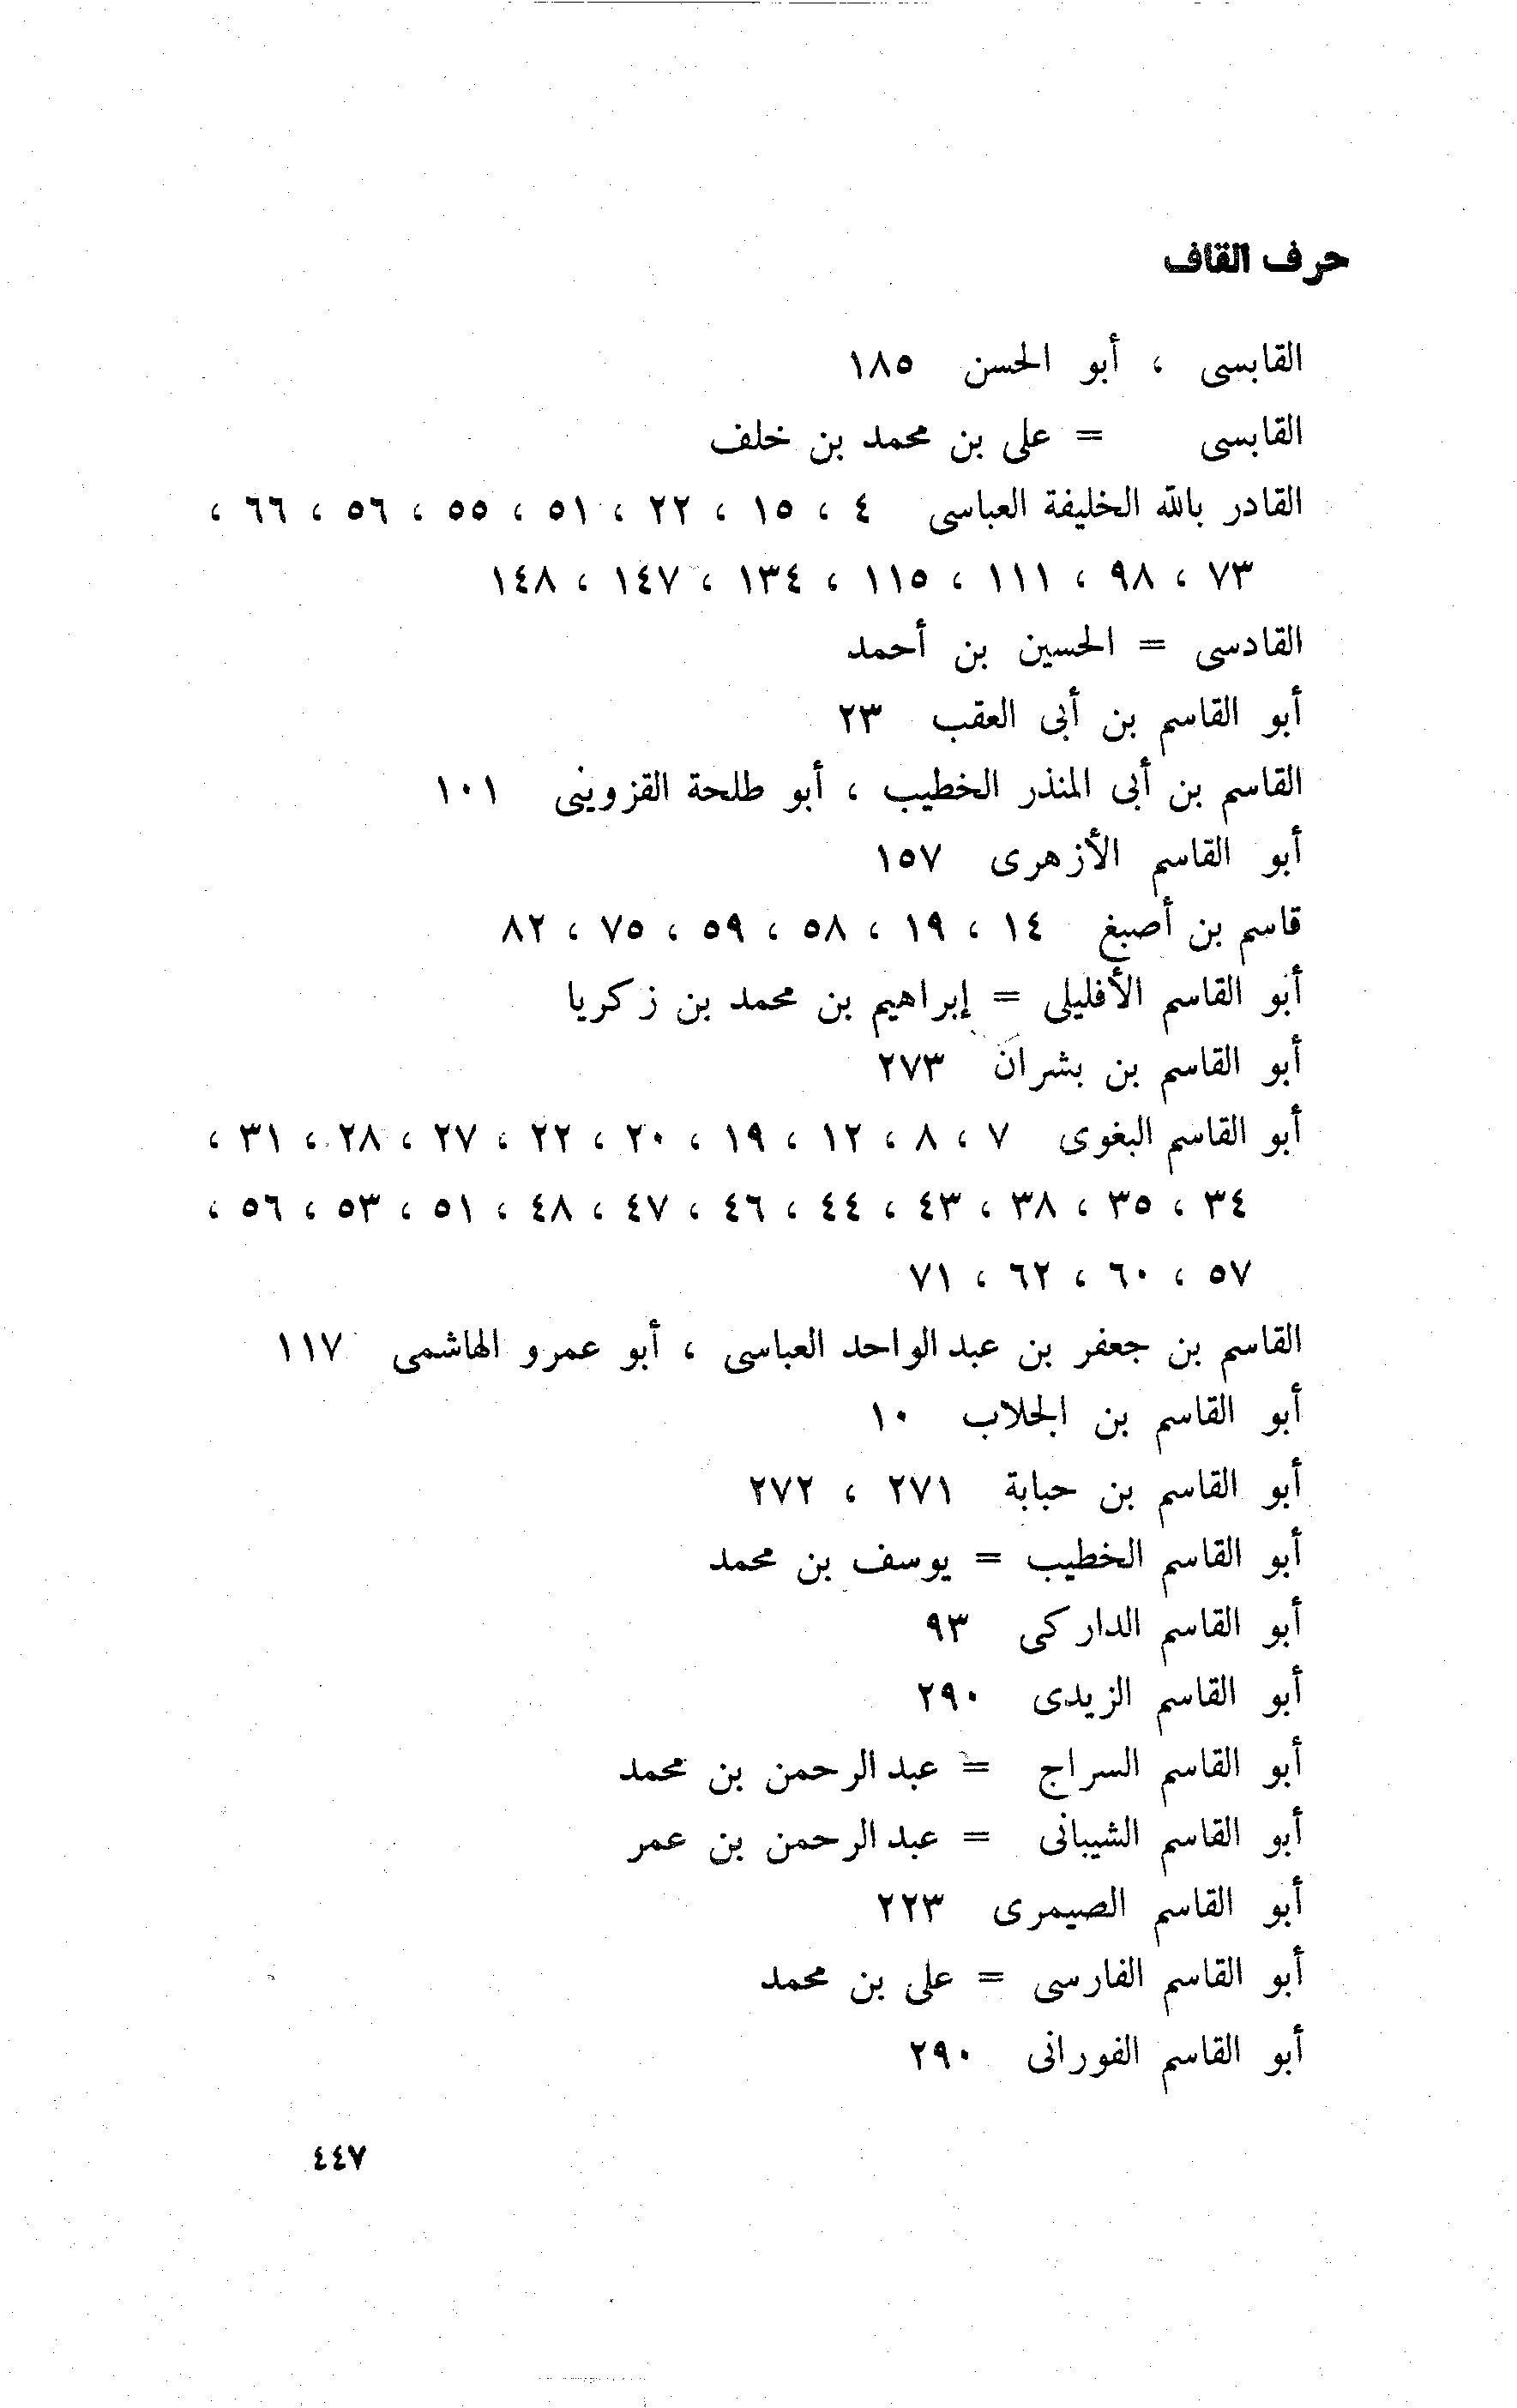 حرف القاف
القابسى ، أبو الحسن ١٨٥
القابسى = على بن محمد بن خلف
القادر بالله الخليفة العباسى ٤ ، ١٥ ، ٢٢ ، ٥١ ، ٥٥ ، ٥٦ ، ٦٦ ،
٧٣ ، ٩٨ ، ١١١ ، ١١٥ ، ١٣٤ ، ١٤٧ ، ١٤٨
القادسى = الحسين بن أحمد
أبو القاسم بن أبى العقب ٢٣
القاسم بن أبى المنذر الخطيب ، أبو طلحة القزوينى ١٠١
أبو القاسم الأزهرى ١٥٧
قاسم بن أصبغ ١٤ ، ١٩ ، ٥٨ ، ٥٩ ، ٧٥ ، ٨٢
أبو القاسم الأفليلى = إبراهيم بن محمد بن زكريا
أبو القاسم بن بشران ٢٧٣
أبو القاسم البغوى ٧ ، ٨ ، ١٢ ، ١٩ ، ٢٠ ، ٢٢ ، ٢٧ ، ٢٨ ، ٣١ ،
٣٤ ، ٣٥ ، ٣٨ ، ٤٣ ، ٤٤ ، ٤٦ ، ٤٧ ، ٤٨ ، ٥١ ، ٥٣ ، ٥٦ ،
٥٧ ، ٦٠ ، ٦٢ ، ٧١
القاسم بن جعفر بن عبد الواحد العباسى ، أبو عمرو الهاشمى ١١٧
أبو القاسم بن الجلاب ١٠
أبو القاسم بن حبابة ٢٧١ ، ٢٧٢
أبو القاسم الخطيب = يوسف بن محمد
أبو القاسم الداركى ٩٣
أبو القاسم الزيدى ٢٩٠
أبو القاسم السراج = عبد الرحمن بن محمد
أبو القاسم الشيبانى = عبد الرحمن بن عمر
أبو القاسم الصيمرى ٢٢٣
أبو القاسم الفارسى = على بن محمد
أبو القاسم الفورانى ٢٩٠
٤٤٧